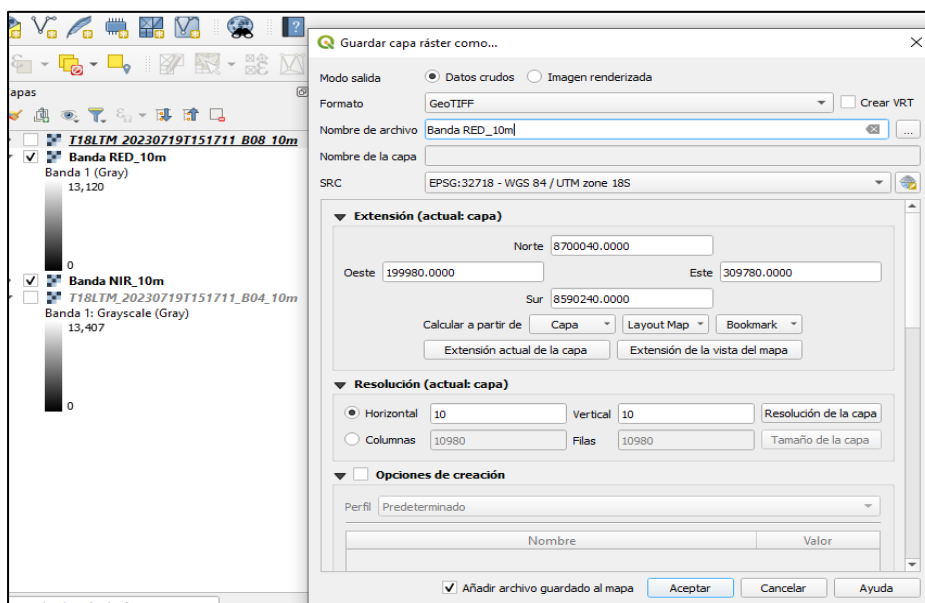 Guardar capa ráster como...
Modo salida Datos crudos Imagen renderizada
Formato GeoTIFF Crear VRT
Nombre de archivo Banda RED_10m ...
Nombre de la capa
SRC EPSG:32718 - WGS 84 / UTM zone 18S
Extensión (actual: capa)
Norte 8700040.0000
Oeste 199980.0000 Este 309780.0000
Sur 8590240.0000
Calcular a partir de Capa Layout Map Bookmark
Extensión actual de la capa Extensión de la vista del mapa
Resolución (actual: capa)
Horizontal 10 Vertical 10 Resolución de la capa
Columnas 10980 Filas 10980 Tamaño de la capa
Opciones de creación
Perfil Predeterminado
Nombre Valor
Añadir archivo guardado al mapa Aceptar Cancelar Ayuda
apas
T18LTM_20230719T151711_B08_10m
Banda RED_10m
Banda 1 (Gray)
13,120
0
Banda NIR_10m
T18LTM_20230719T151711_B04_10m
Banda 1: Grayscale (Gray)
13,407
0